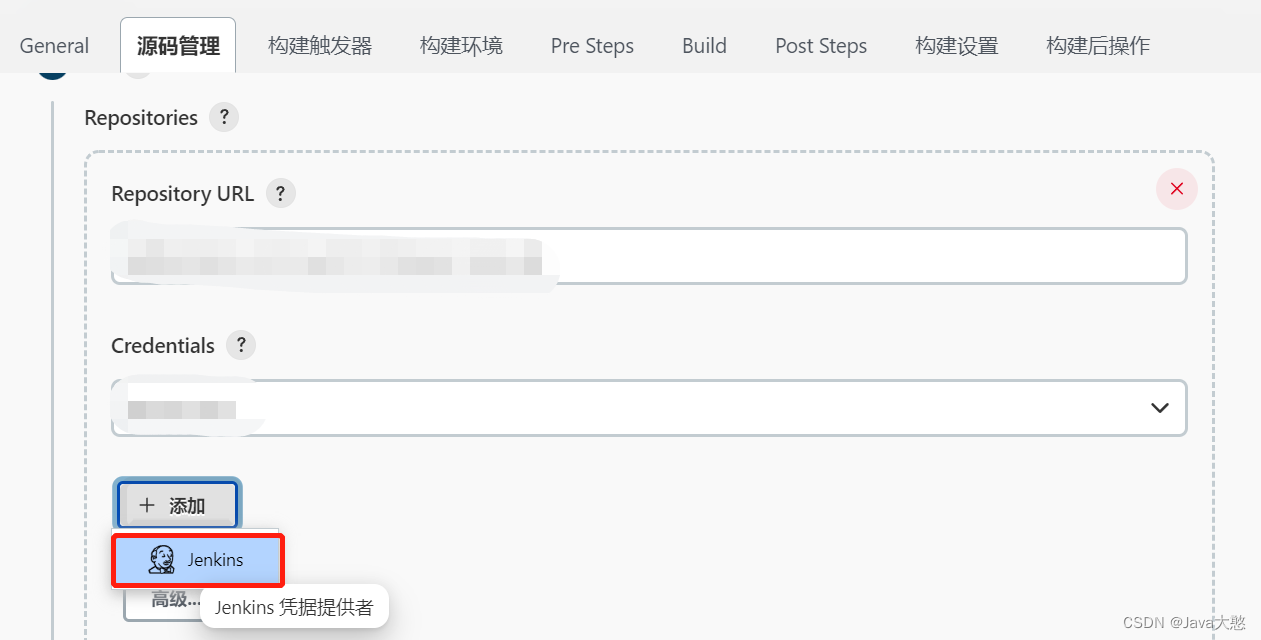 General 源码管理 构建触发器 构建环境 Pre Steps Build Post Steps 构建设置 构建后操作
Repositories ?
Repository URL ?
Credentials ?
+ 添加
Jenkins
高级...
Jenkins 凭据提供者
CSDN @Java大憨